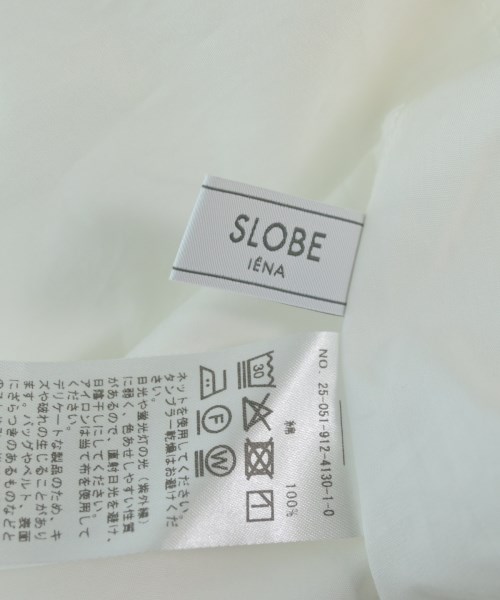 SLOBE
IÉNA
NO. 25-051-912-4130-1-0
綿 100%
30
F
W
ネットを使用してください。
タンブラー乾燥はお避けくだ
さい。
日光や蛍光灯の光（紫外線）
に弱く、色あせしやすい性質
があるので、直射日光を避け、
日陰干しにしてください。
アイロンは当て布を使用して
ください。
デリケートな製品のため、キ
ズや破れの生じることがあり
ます。バッグやベルト、表面
にざらつきのあるものなどと